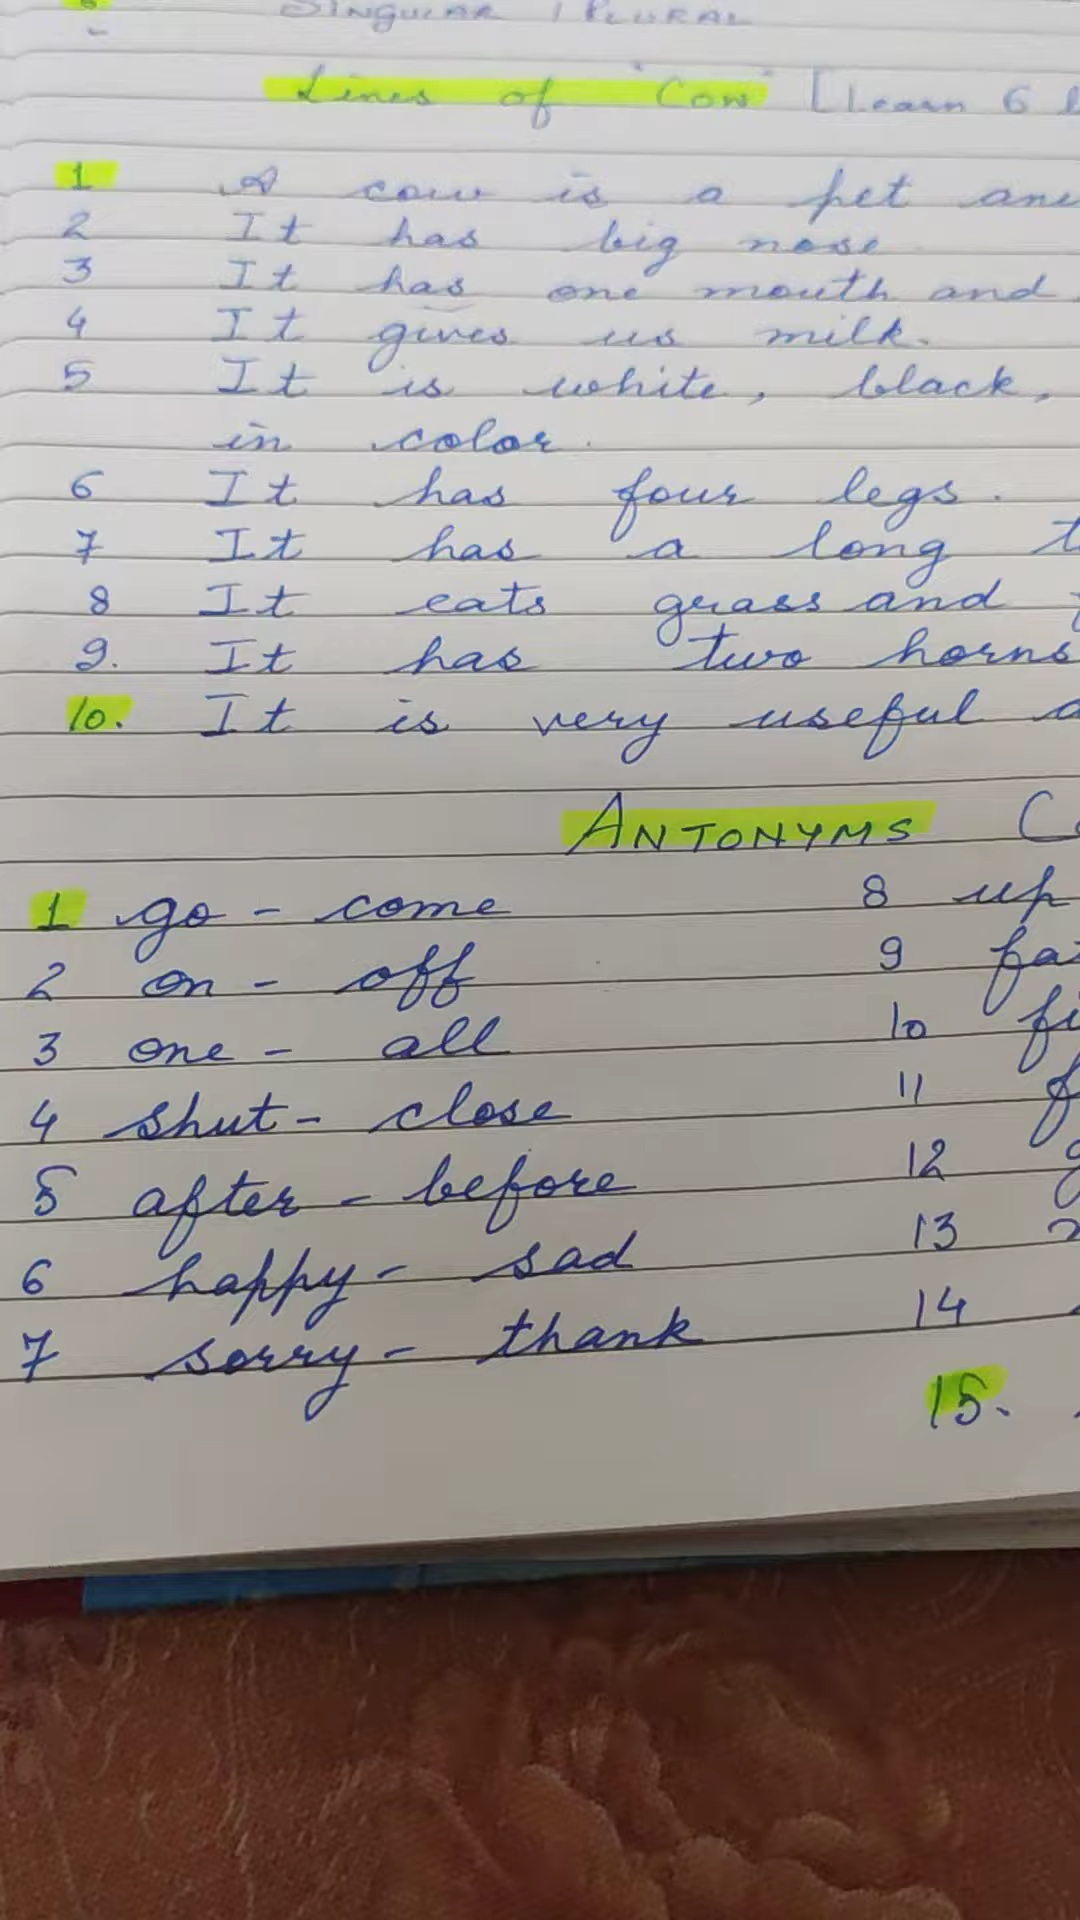 SINGULAR / PLURAL
Lines of "Cow" [Learn 6
1 A cow is a pet
2 It has big nose
3 It has one mouth and
4 It gives us milk.
5 It is white, black,
in color.
6 It has four legs.
7 It has a long
8 It eats grass and
9. It has two horns
10. It is very useful
ANTONYMS
1 go - come
2 on - off
3 one - all
4 shut - close
5 after - before
6 happy - sad
7 sorry - thank
8 up
9
10
11
12
13
14
15.